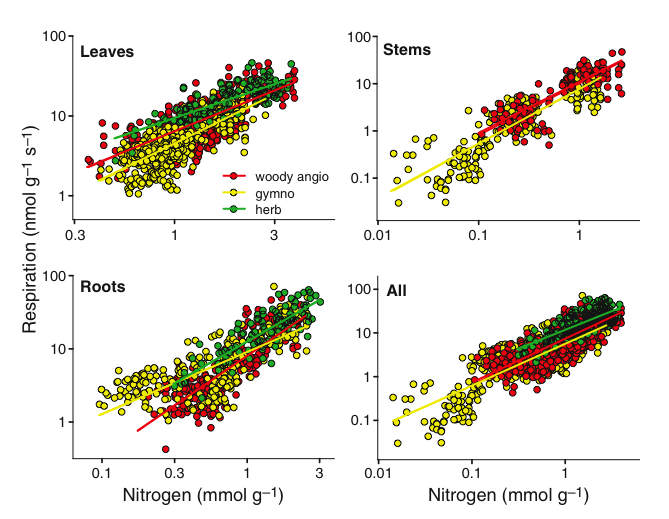 Leaves
100
10
1
0.3
1
3
woody angio
gymno
herb
Stems
100
10
1
0.1
0.01
0.1
1
Respiration (nmol g–1 s–1)
Roots
100
10
1
0.1
0.3
1
3
Nitrogen (mmol g–1)
All
100
10
1
0.1
0.01
0.1
1
Nitrogen (mmol g–1)